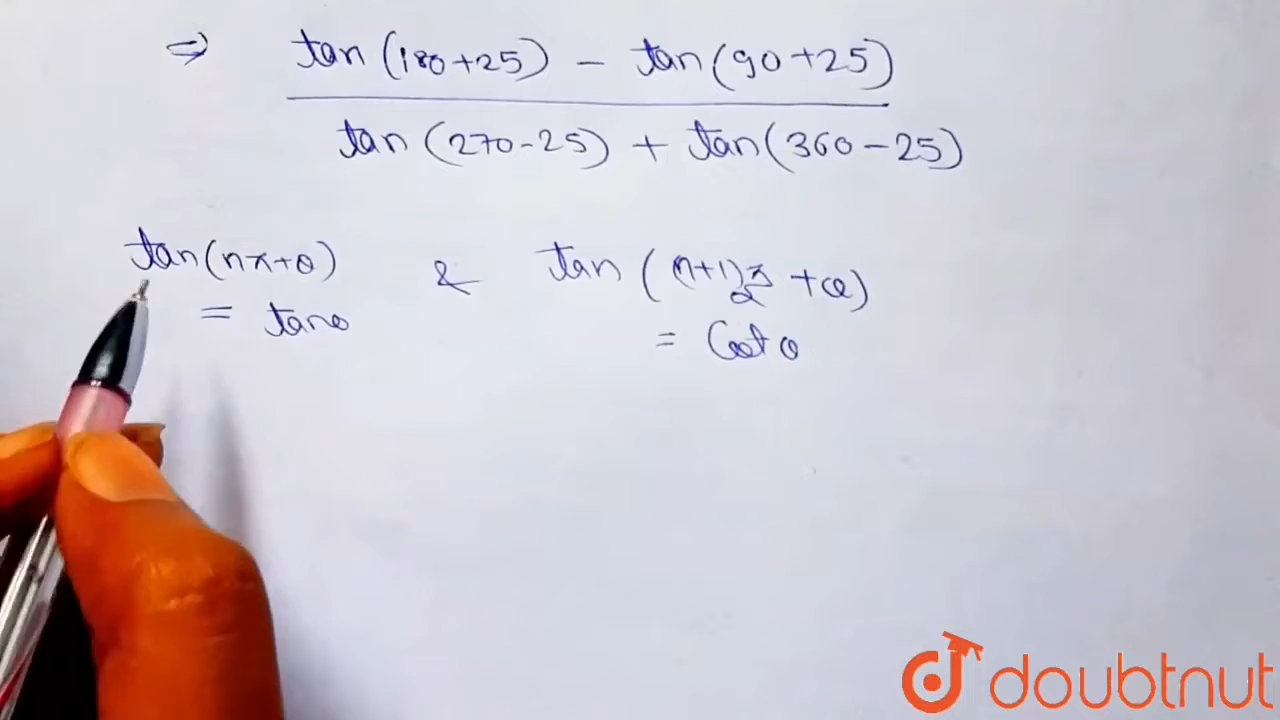 ⇒ tan(180+25) − tan(90+25)
tan(270-25) + tan(360-25)
tan(nπ+θ) & tan((n+1)π/2 + θ)
= tanθ = Cot θ
doubtnut